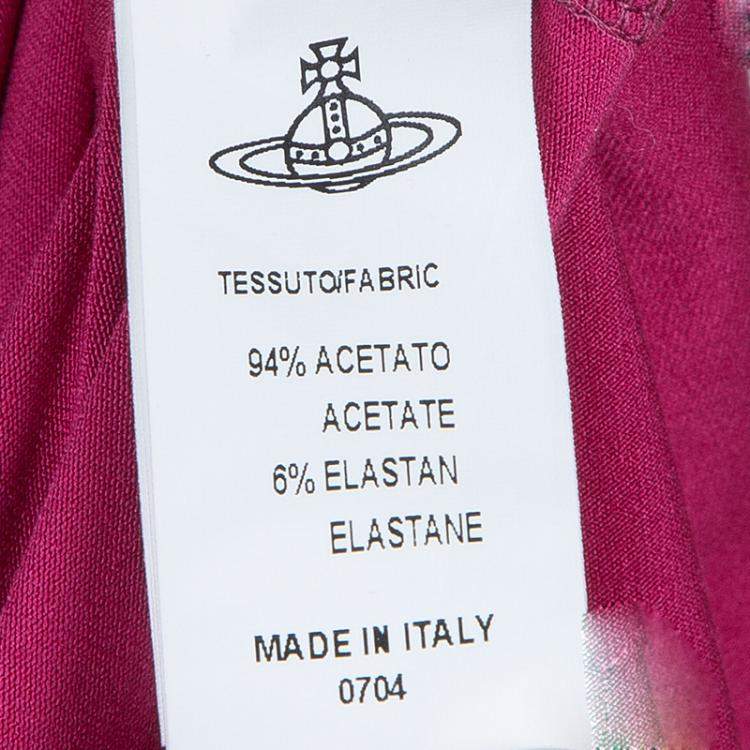 TESSUTO/FABRIC
94% ACETATO
ACETATE
6% ELASTAN
ELASTANE
MADE IN ITALY
0704